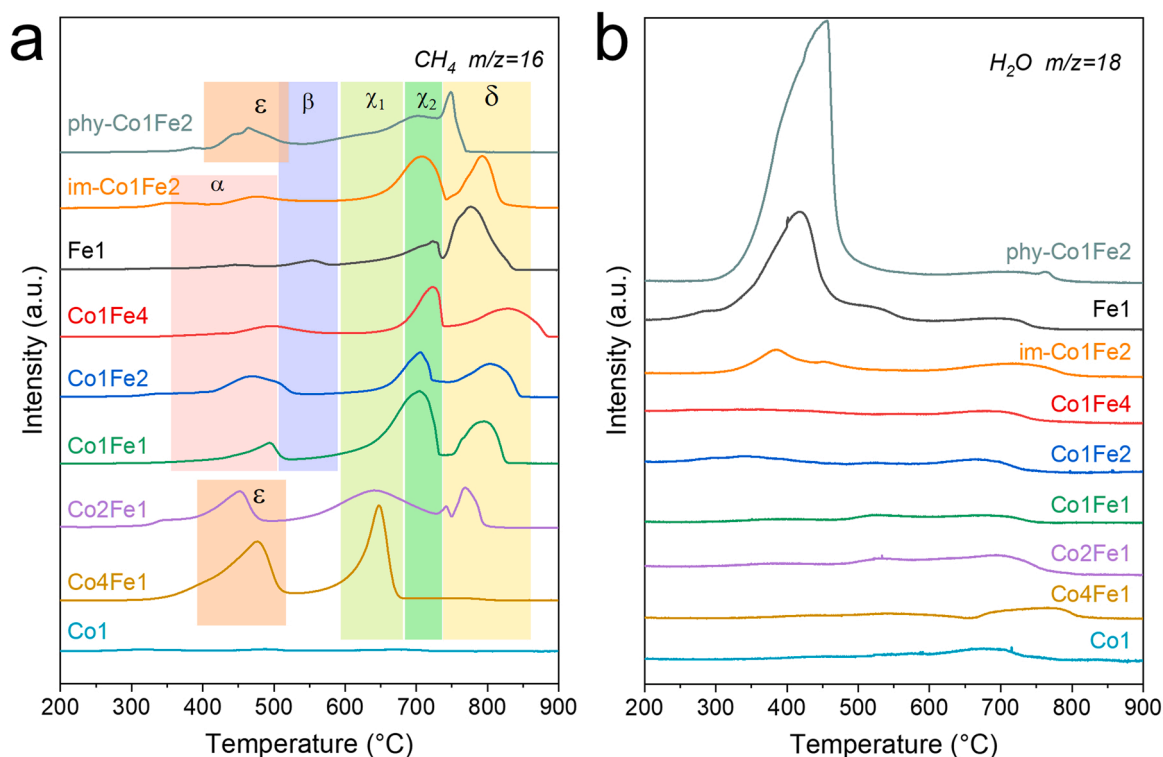 a
CH₄ m/z=16
ε
β
χ₁
χ₂
δ
phy-Co1Fe2
α
im-Co1Fe2
Fe1
Co1Fe4
Co1Fe2
Co1Fe1
ε
Co2Fe1
Co4Fe1
Co1
Intensity (a.u.)
200 300 400 500 600 700 800 900
Temperature (°C)
b
H₂O m/z=18
phy-Co1Fe2
Fe1
im-Co1Fe2
Co1Fe4
Co1Fe2
Co1Fe1
Co2Fe1
Co4Fe1
Co1
Intensity (a.u.)
200 300 400 500 600 700 800 900
Temperature (°C)